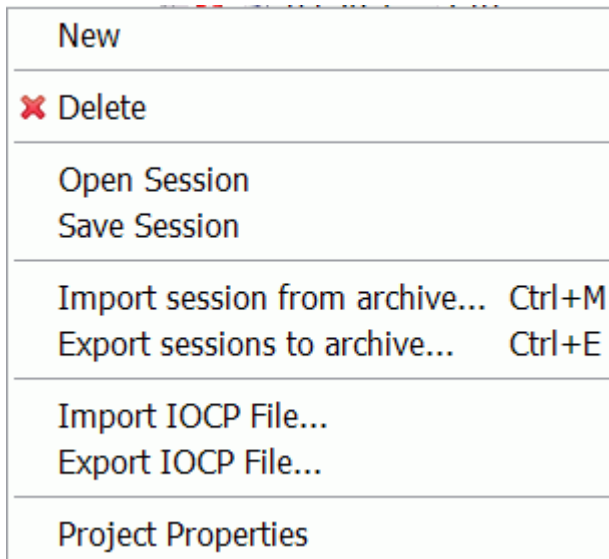 New
Delete
Open Session
Save Session
Import session from archive... Ctrl+M
Export sessions to archive... Ctrl+E
Import IOCP File...
Export IOCP File...
Project Properties